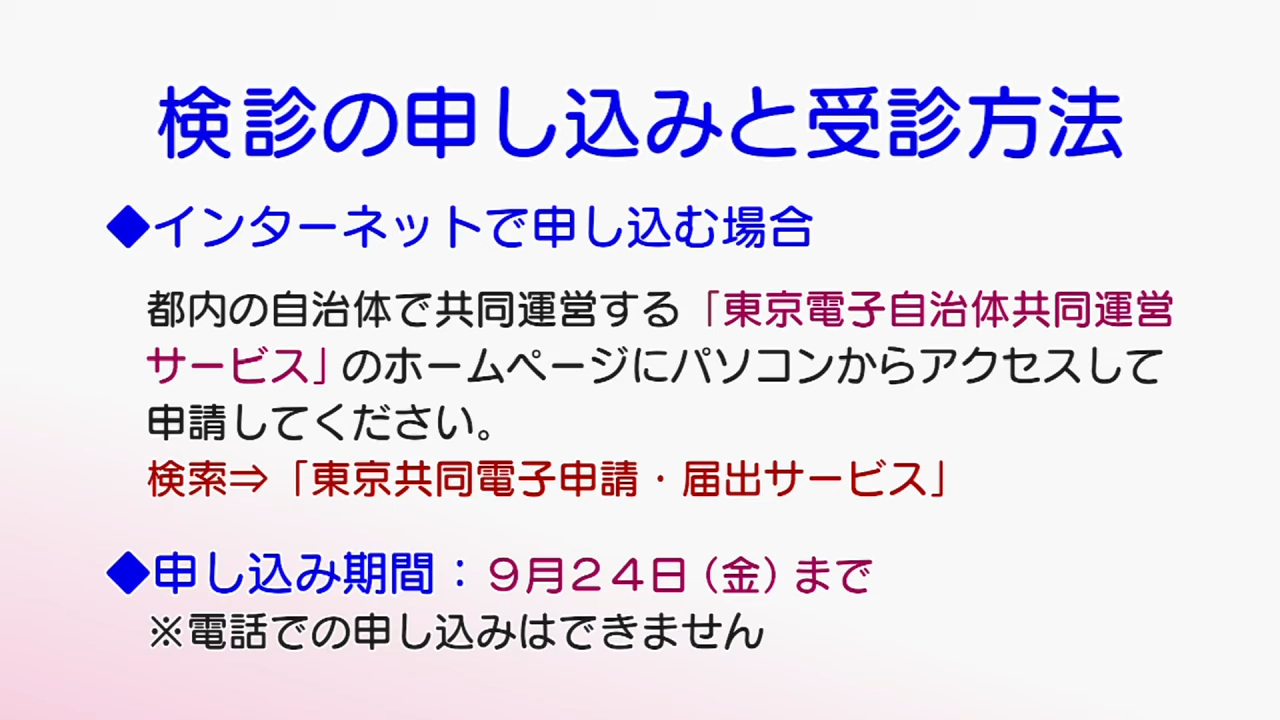 検診の申し込みと受診方法
◆インターネットで申し込む場合
都内の自治体で共同運営する「東京電子自治体共同運営
サービス」のホームページにパソコンからアクセスして
申請してください。
検索⇒「東京共同電子申請・届出サービス」
◆申し込み期間：９月２４日（金）まで
※電話での申し込みはできません